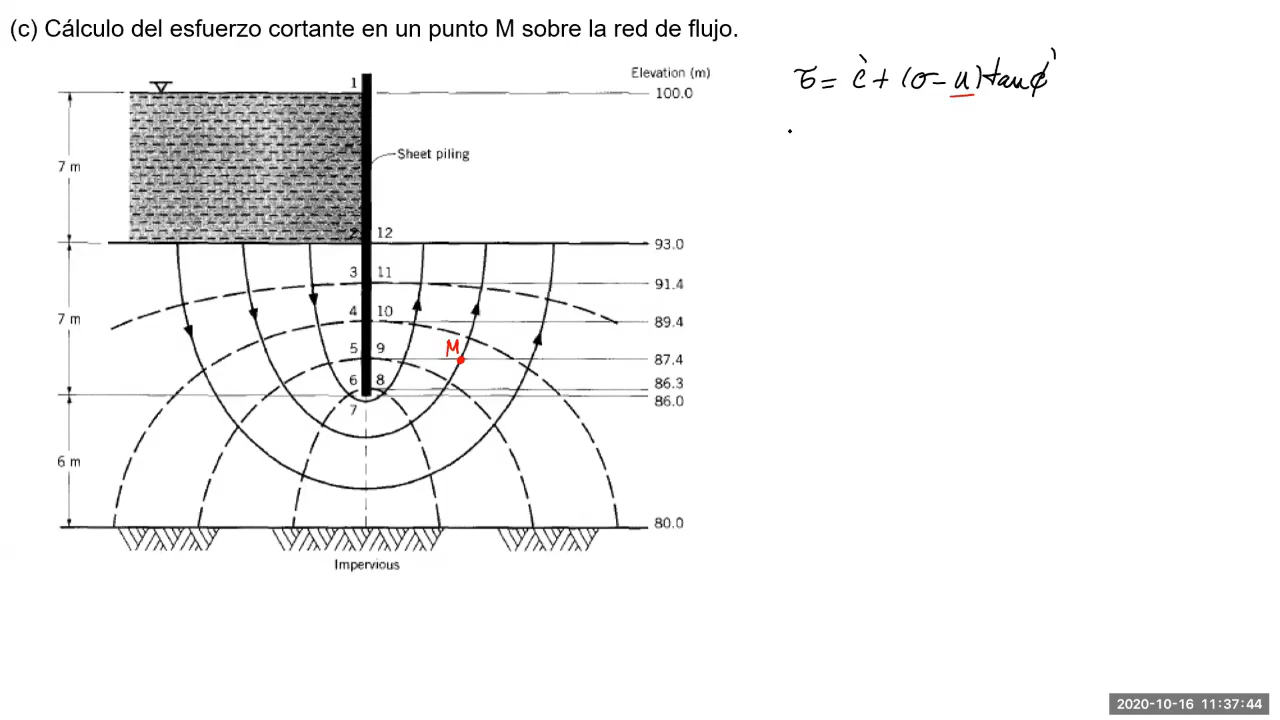 (c) Cálculo del esfuerzo cortante en un punto M sobre la red de flujo.
τ = c' + (σ - u) tan φ'
Elevation (m)
1
100.0
7 m
Sheet piling
2 12
93.0
3 11
91.4
4 10
89.4
7 m
5 9
M
87.4
6 8
86.3
7
86.0
6 m
80.0
Impervious
2020-10-16 11:37:44